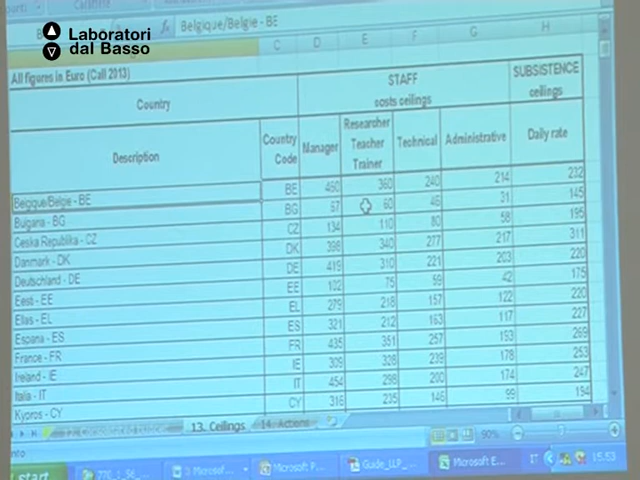 Laboratori
dal Basso
Belgique/Belgie - BE
C D E F G H
All figures in Euro (Call 2013)
Country STAFF costs ceilings SUBSISTENCE ceilings
Description Country Code Manager Researcher Teacher Trainer Technical Administrative Daily rate
Belgique/Belgie - BE BE 460 360 240 214 232
Bulgaria - BG BG 67 60 46 31 145
Ceska Republika - CZ CZ 134 110 80 58 195
Danmark - DK DK 398 340 277 217 311
Deutschland - DE DE 419 310 221 203 220
Eesti - EE EE 102 75 59 42 175
Ellas - EL EL 279 218 157 122 220
Espana - ES ES 321 212 163 117 227
France - FR FR 435 351 257 193 269
Ireland - IE IE 309 328 239 178 253
Italia - IT IT 454 298 200 174 247
Kypros - CY CY 316 235 146 99 194
13. Ceilings 14. Actions
90%
start Microsof... Microsoft P... Guide_LLP_... Microsoft E... IT 15.53